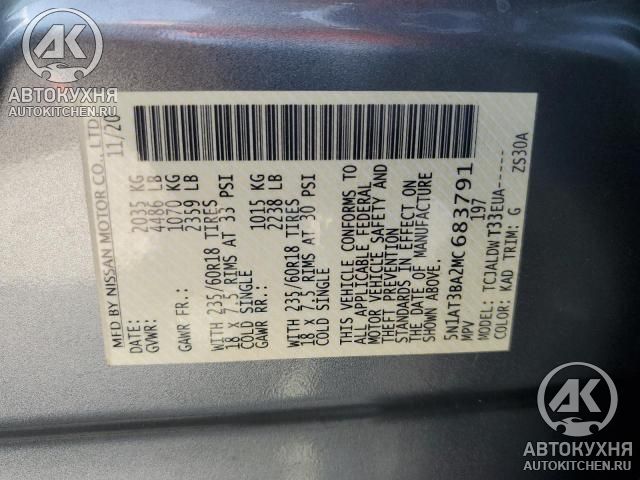 MFD BY NISSAN MOTOR CO., LTD.
DATE: 11/20
GVWR: 2035 KG
4486 LB
GAWR FR.: 1070 KG
2359 LB
WITH 235/60R18 TIRES
18 X 7.5 RIMS AT 33 PSI
COLD SINGLE
GAWR RR.: 1015 KG
2238 LB
WITH 235/60R18 TIRES
18 X 7.5 RIMS AT 30 PSI
COLD SINGLE
THIS VEHICLE CONFORMS TO
ALL APPLICABLE FEDERAL
MOTOR VEHICLE SAFETY AND
THEFT PREVENTION
STANDARDS IN EFFECT ON
THE DATE OF MANUFACTURE
SHOWN ABOVE.
5N1AT3BA2MC683791
MPV 197
MODEL: TCJALDW T33EUA-----
COLOR: KAD TRIM: G ZS30A
АК
АВТОКУХНЯ
AUTOKITCHEN.RU
АК
АВТОКУХНЯ
AUTOKITCHEN.RU